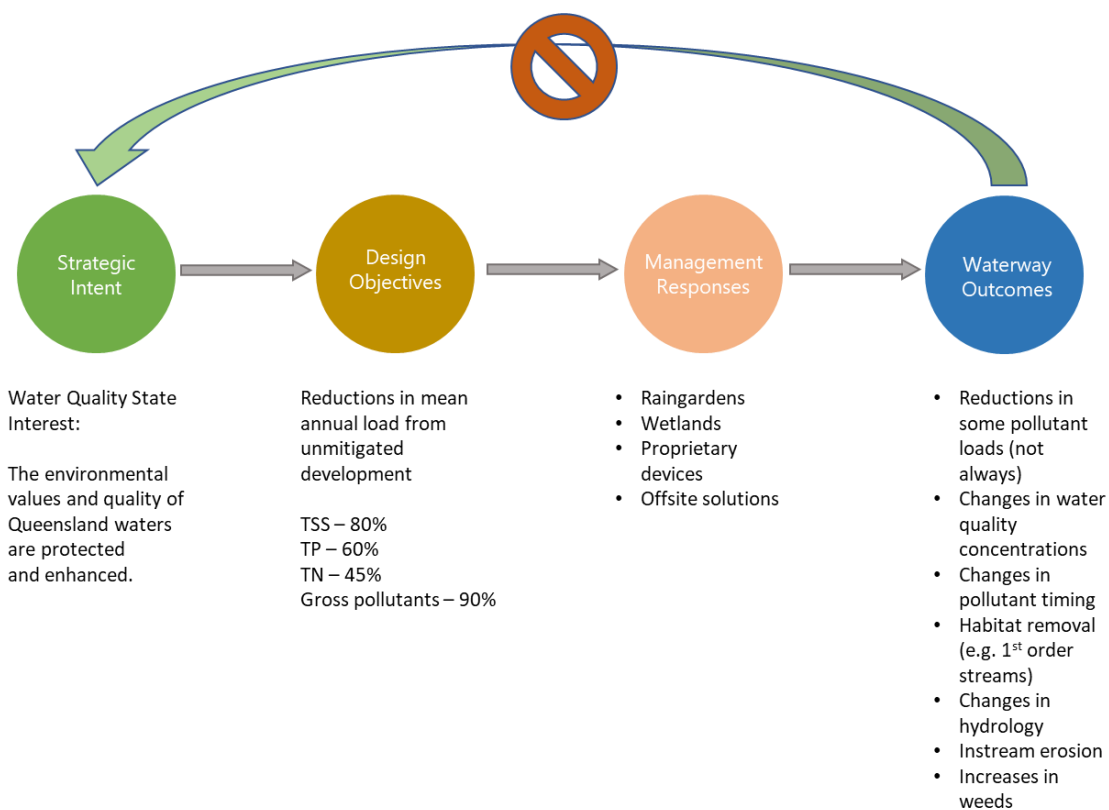 Strategic
Intent
Design
Objectives
Management
Responses
Waterway
Outcomes
Water Quality State
Interest:
The environmental
values and quality of
Queensland waters
are protected
and enhanced.
Reductions in mean
annual load from
unmitigated
development
TSS – 80%
TP – 60%
TN – 45%
Gross pollutants – 90%
• Raingardens
• Wetlands
• Proprietary
devices
• Offsite solutions
• Reductions in
some pollutant
loads (not
always)
• Changes in water
quality
concentrations
• Changes in
pollutant timing
• Habitat removal
(e.g. 1st order
streams)
• Changes in
hydrology
• Instream erosion
• Increases in
weeds